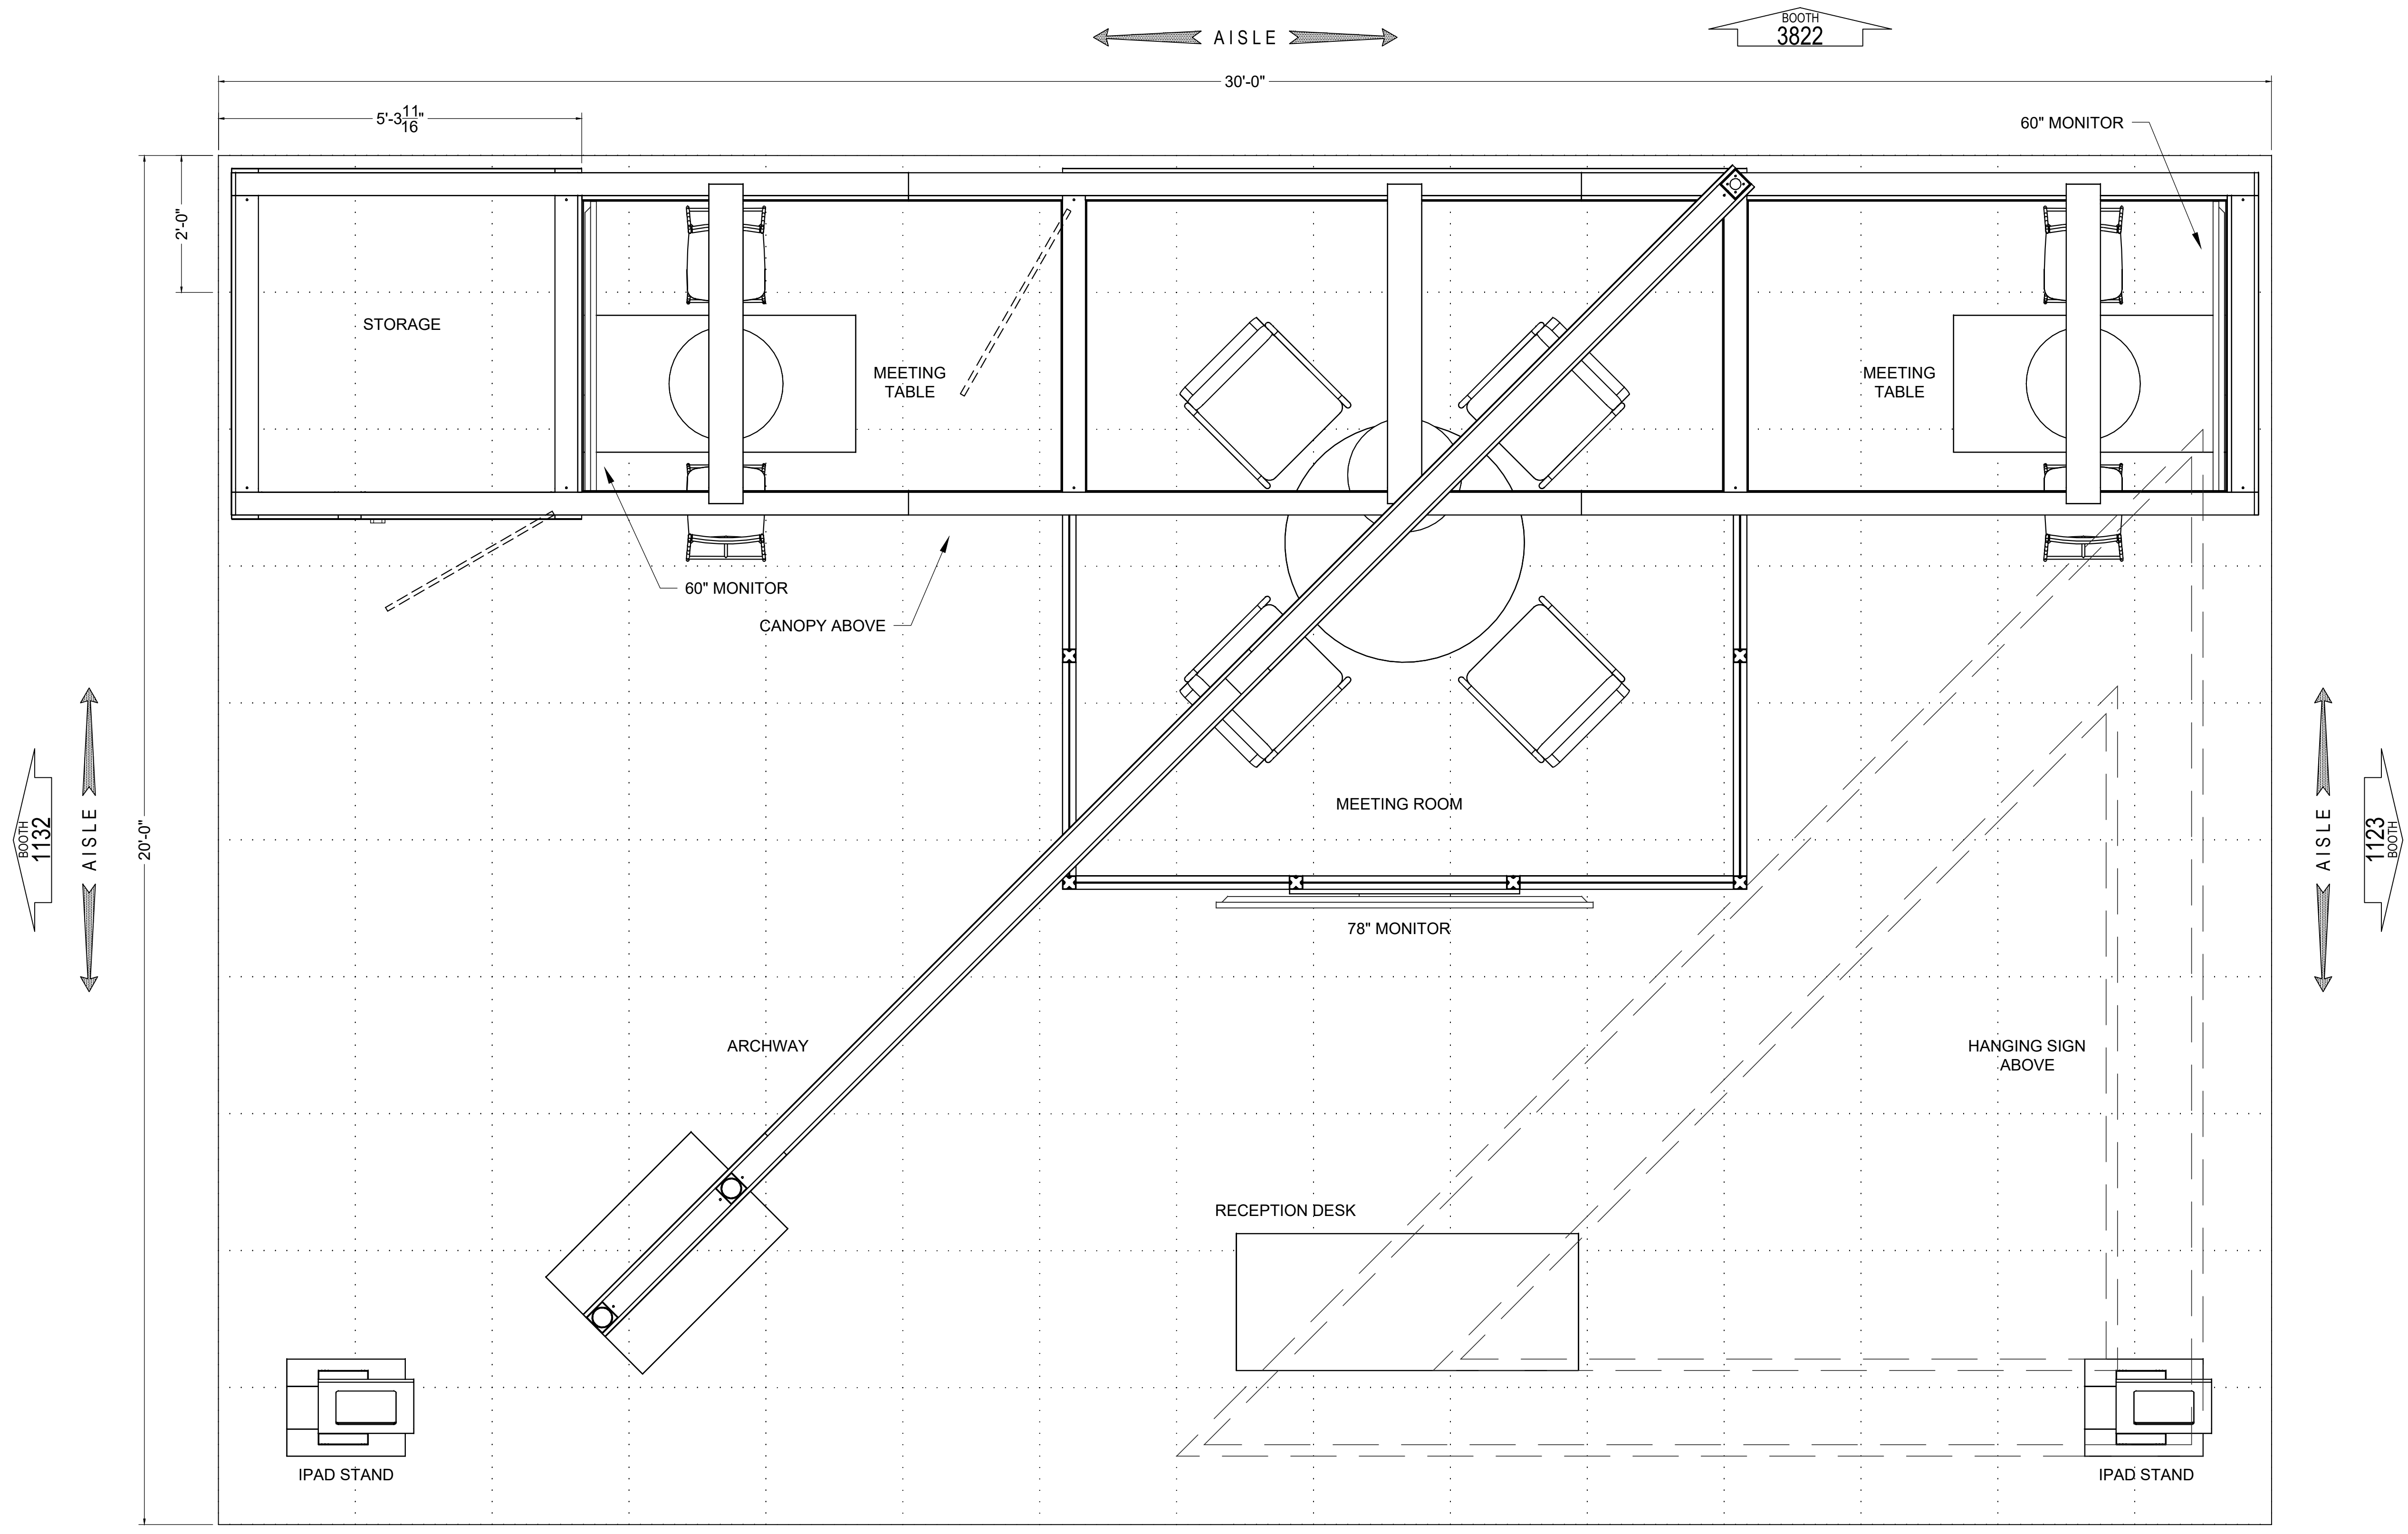 BOOTH
3822
AISLE
30'-0"
5'-3 11/16"
60" MONITOR
2'-0"
STORAGE
MEETING
TABLE
MEETING
TABLE
60" MONITOR
CANOPY ABOVE
BOOTH
1132
AISLE
20'-0"
MEETING ROOM
AISLE
1123
BOOTH
78" MONITOR
ARCHWAY
HANGING SIGN
ABOVE
RECEPTION DESK
IPAD STAND
IPAD STAND